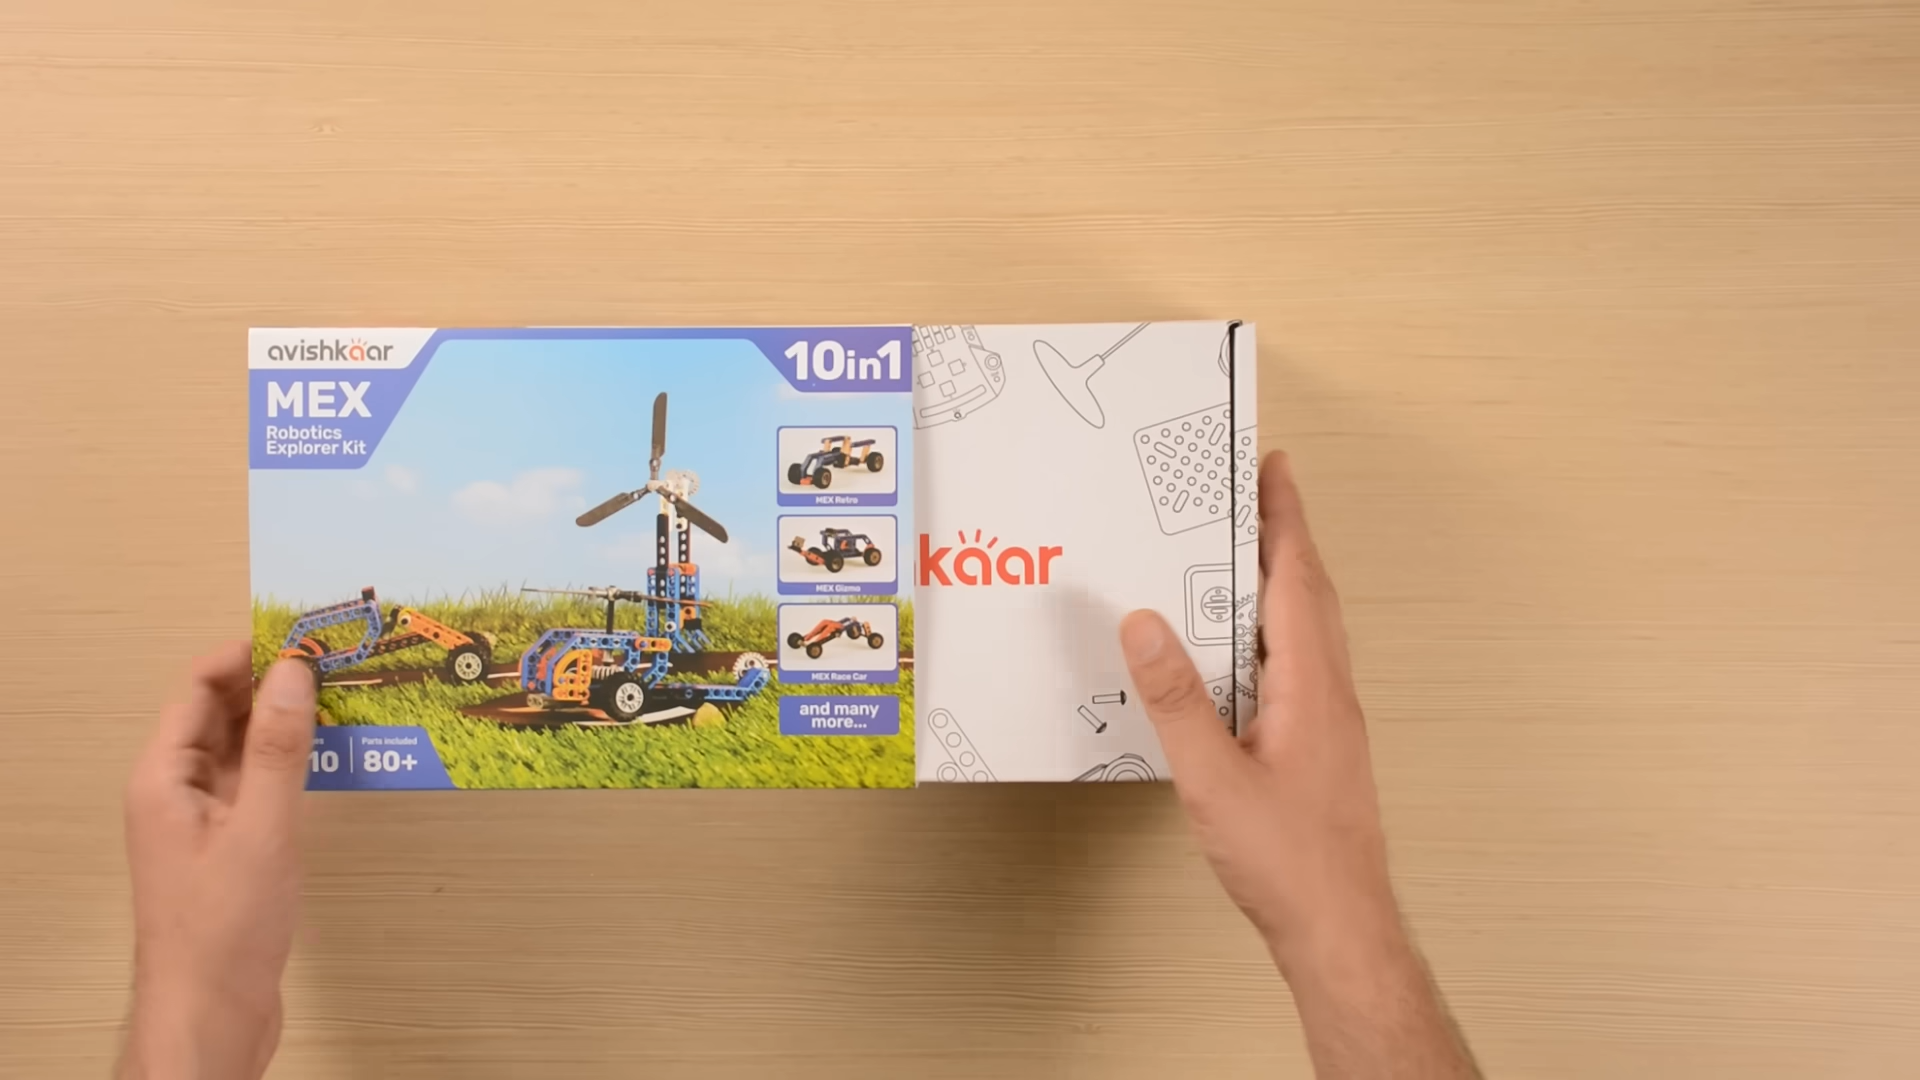 avishkaar
MEX
Robotics
Explorer Kit
10in1
MEX Retro
MEX Gizmo
MEX Race Car
and many
more...
Parts included
10
80+
kaar